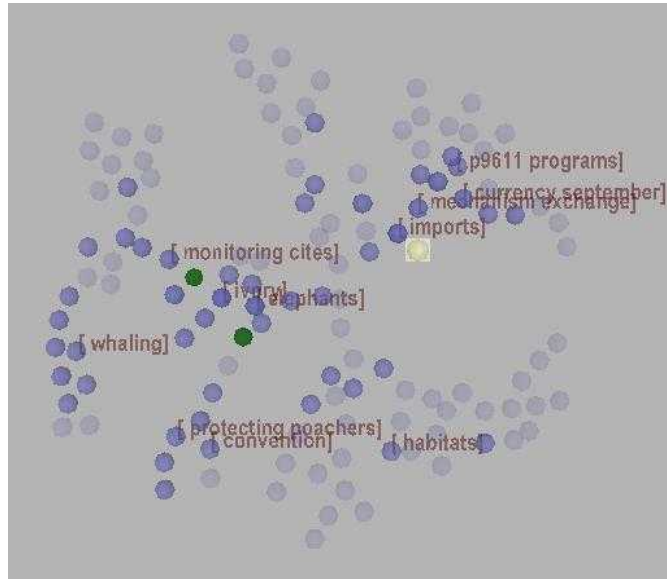 [ p9611 programs]
[ currency september]
[ mechanism exchange]
[ imports]
[ monitoring cites]
[ ivory]
[ elephants]
[ whaling]
[ protecting poachers]
[ convention]
[ habitats]